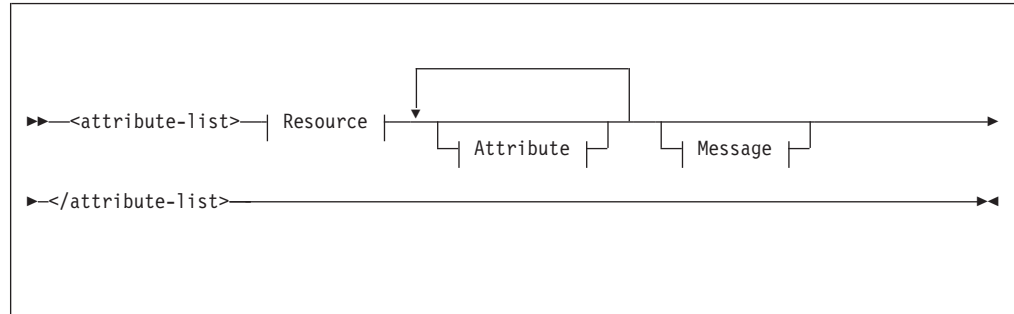 <attribute-list> Resource
Attribute Message
</attribute-list>